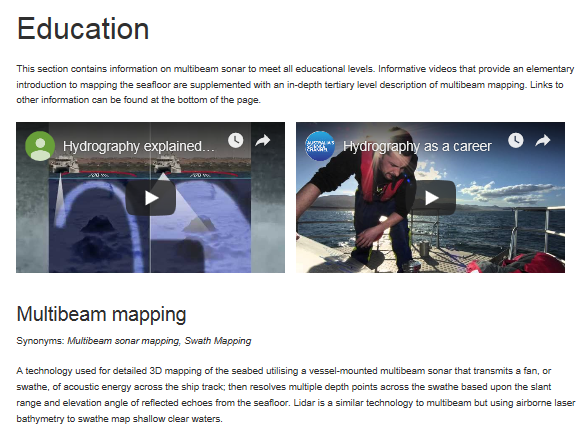 Education
This section contains information on multibeam sonar to meet all educational levels. Informative videos that provide an elementary
introduction to mapping the seafloor are supplemented with an in-depth tertiary level description of multibeam mapping. Links to
other information can be found at the bottom of the page.
Hydrography explained...
Hydrography as a career
Multibeam mapping
Synonyms: Multibeam sonar mapping, Swath Mapping
A technology used for detailed 3D mapping of the seabed utilising a vessel-mounted multibeam sonar that transmits a fan, or
swathe, of acoustic energy across the ship track; then resolves multiple depth points across the swathe based upon the slant
range and elevation angle of reflected echoes from the seafloor. Lidar is a similar technology to multibeam but using airborne laser
bathymetry to swathe map shallow clear waters.